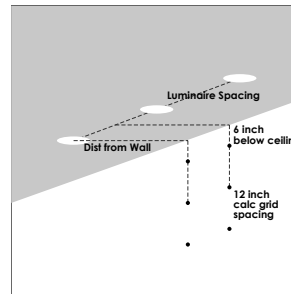 Luminaire Spacing
6 inch
below ceilin
Dist from Wall
12 inch
calc grid
spacing